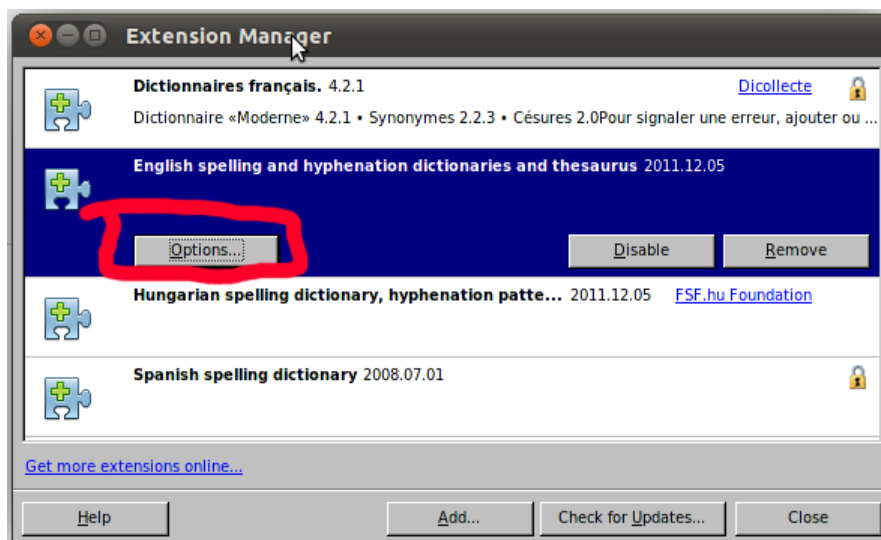 Extension Manager
Dictionnaires français. 4.2.1 Dicollecte
Dictionnaire «Moderne» 4.2.1 • Synonymes 2.2.3 • Césures 2.0Pour signaler une erreur, ajouter ou ...
English spelling and hyphenation dictionaries and thesaurus 2011.12.05
Options... Disable Remove
Hungarian spelling dictionary, hyphenation patte... 2011.12.05 FSF.hu Foundation
Spanish spelling dictionary 2008.07.01
Get more extensions online...
Help Add... Check for Updates... Close